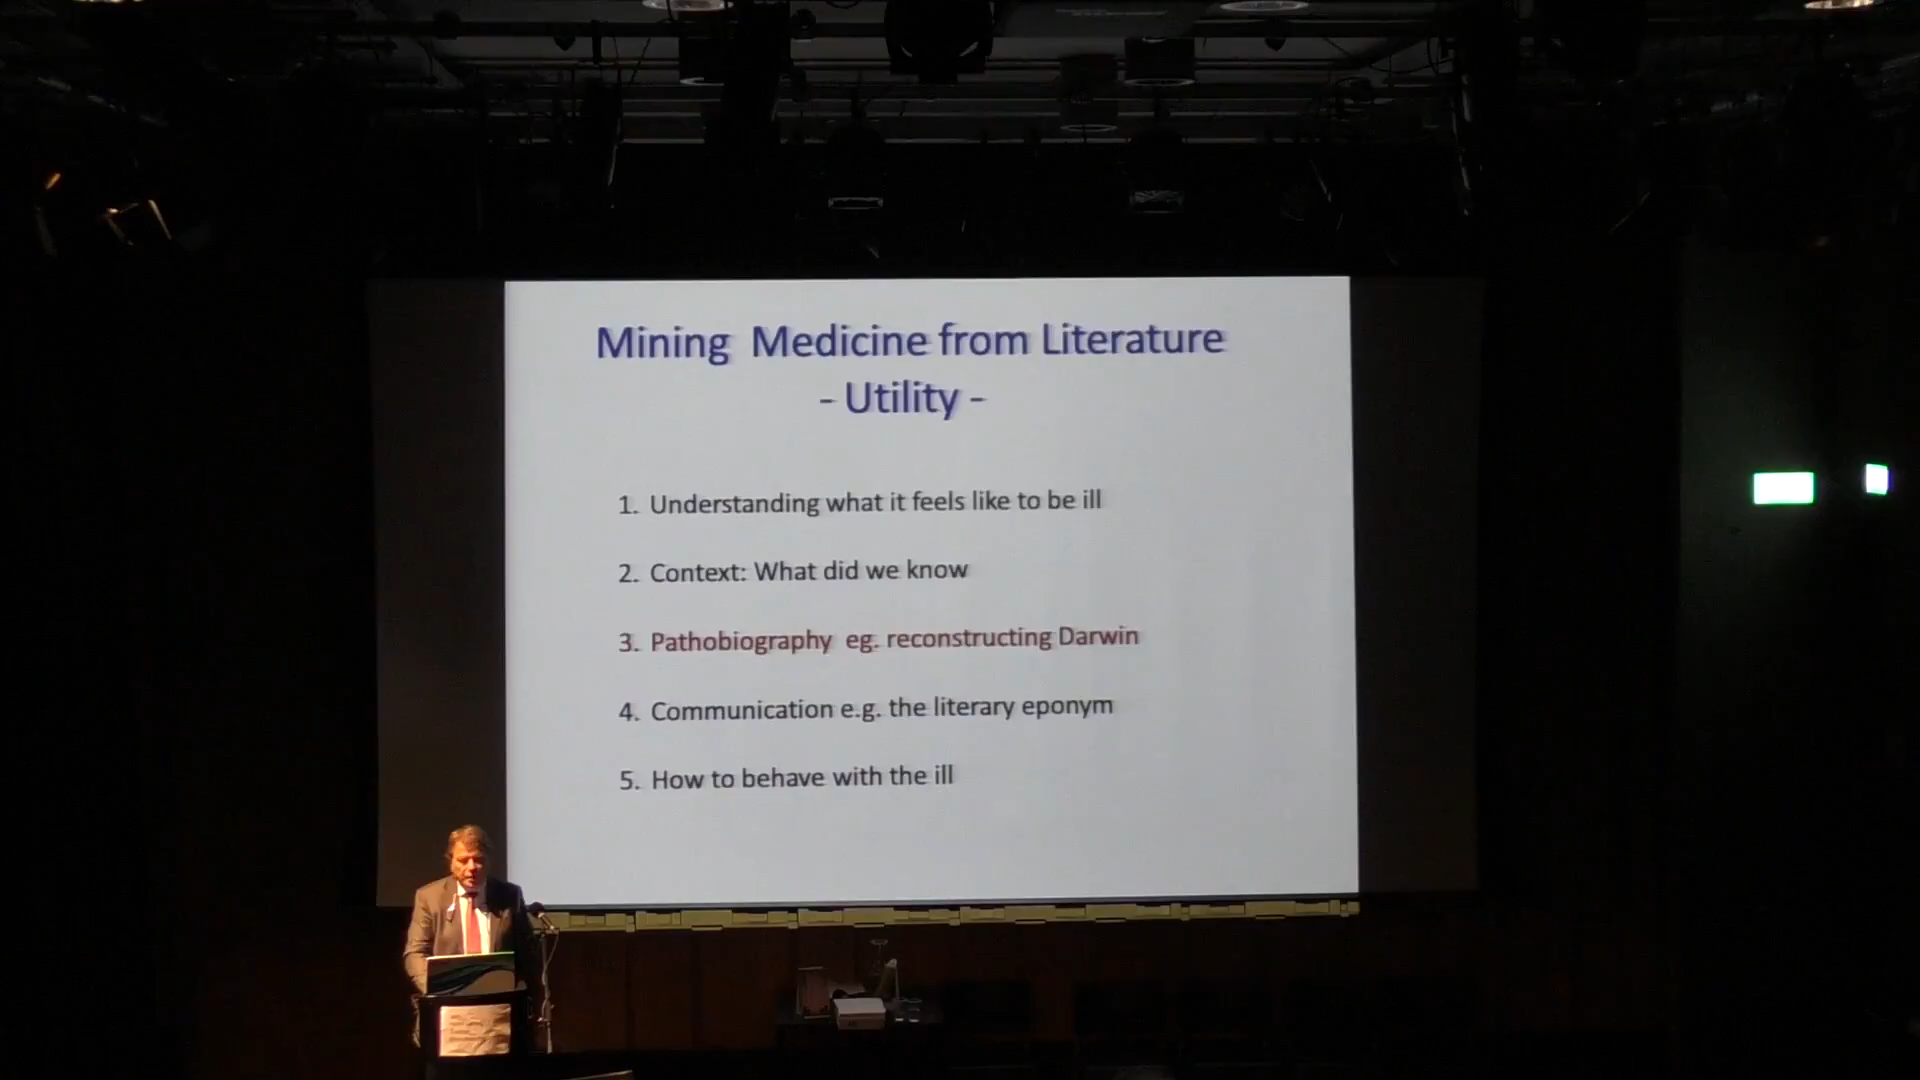 Mining Medicine from Literature
- Utility -
1. Understanding what it feels like to be ill
2. Context: What did we know
3. Pathobiography eg. reconstructing Darwin
4. Communication e.g. the literary eponym
5. How to behave with the ill